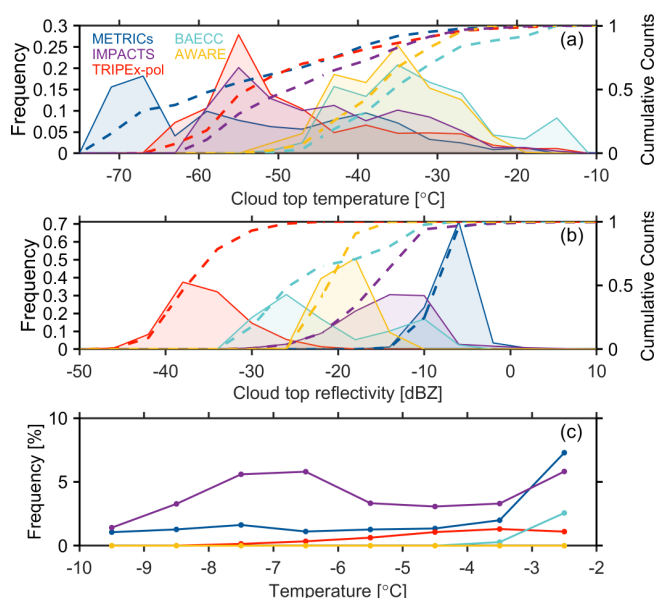 METRICs
BAECC
IMPACTS
AWARE
TRIPEx-pol
(a)
Frequency
0.3
0.25
0.2
0.15
0.1
0.05
0
1
0.5
0
Cumulative Counts
-70 -60 -50 -40 -30 -20 -10
Cloud top temperature [°C]
(b)
Frequency
0.7
0.6
0.5
0.4
0.3
0.2
0.1
0
1
0.5
0
Cumulative Counts
-50 -40 -30 -20 -10 0 10
Cloud top reflectivity [dBZ]
(c)
Frequency [%]
10
5
0
-10 -9 -8 -7 -6 -5 -4 -3 -2
Temperature [°C]